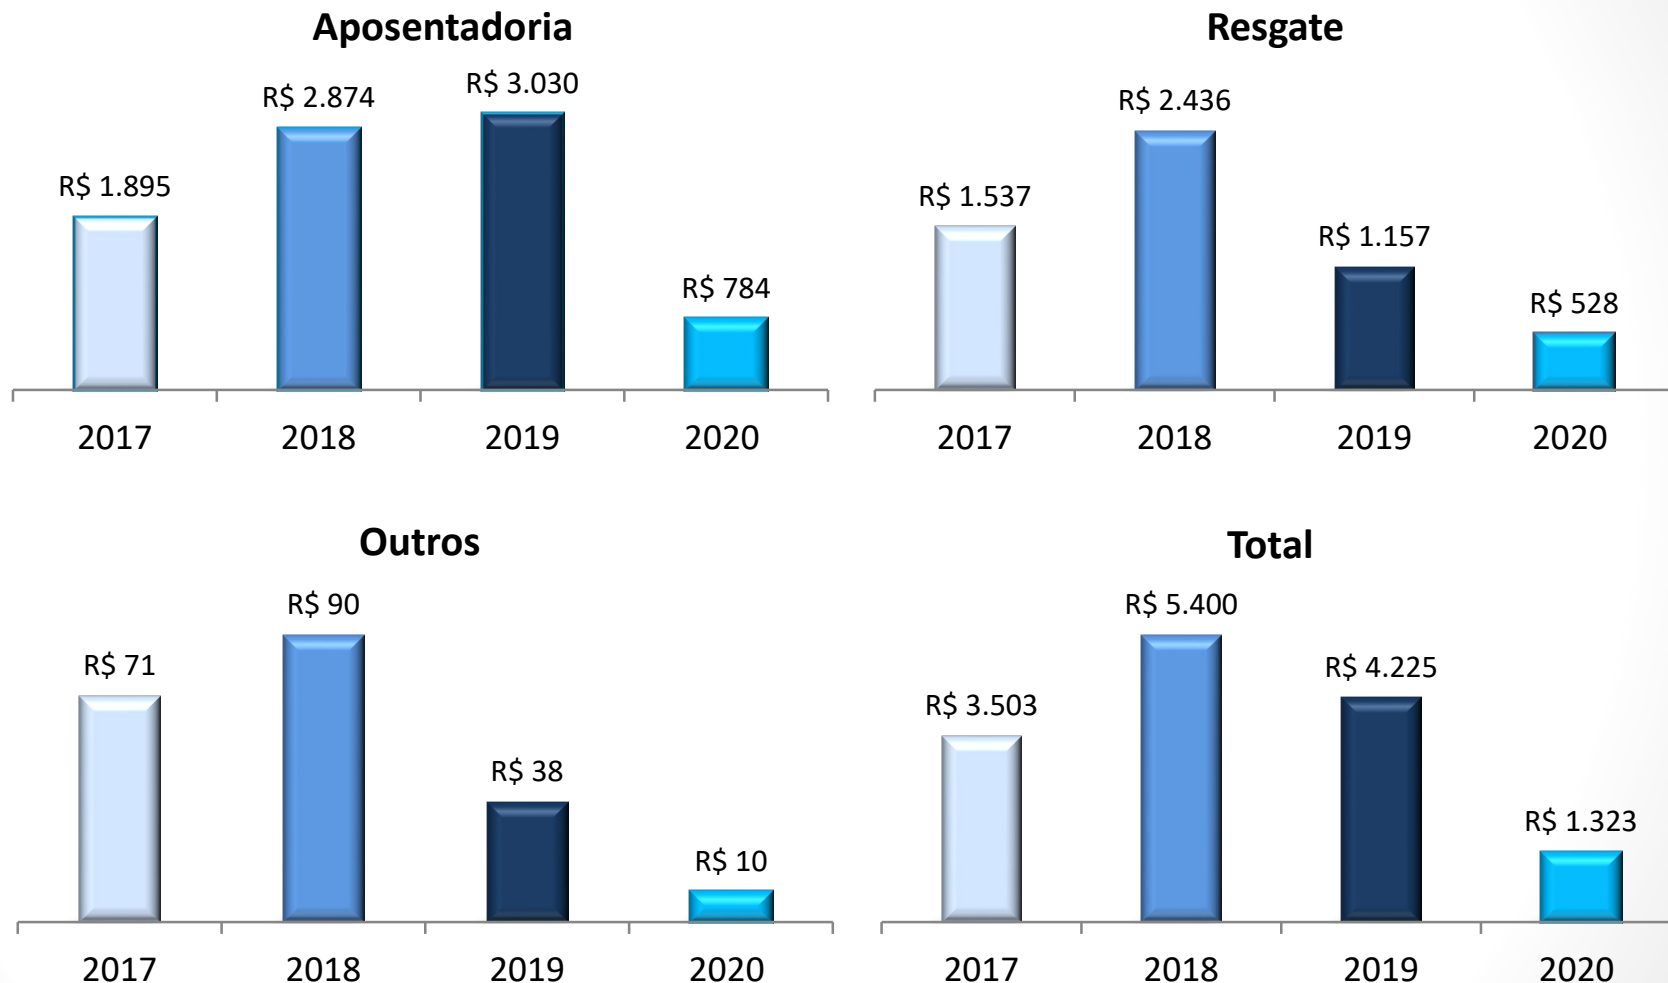 Aposentadoria
R$ 1.895
R$ 2.874
R$ 3.030
R$ 784
2017
2018
2019
2020
Resgate
R$ 1.537
R$ 2.436
R$ 1.157
R$ 528
2017
2018
2019
2020
Outros
R$ 71
R$ 90
R$ 38
R$ 10
2017
2018
2019
2020
Total
R$ 3.503
R$ 5.400
R$ 4.225
R$ 1.323
2017
2018
2019
2020